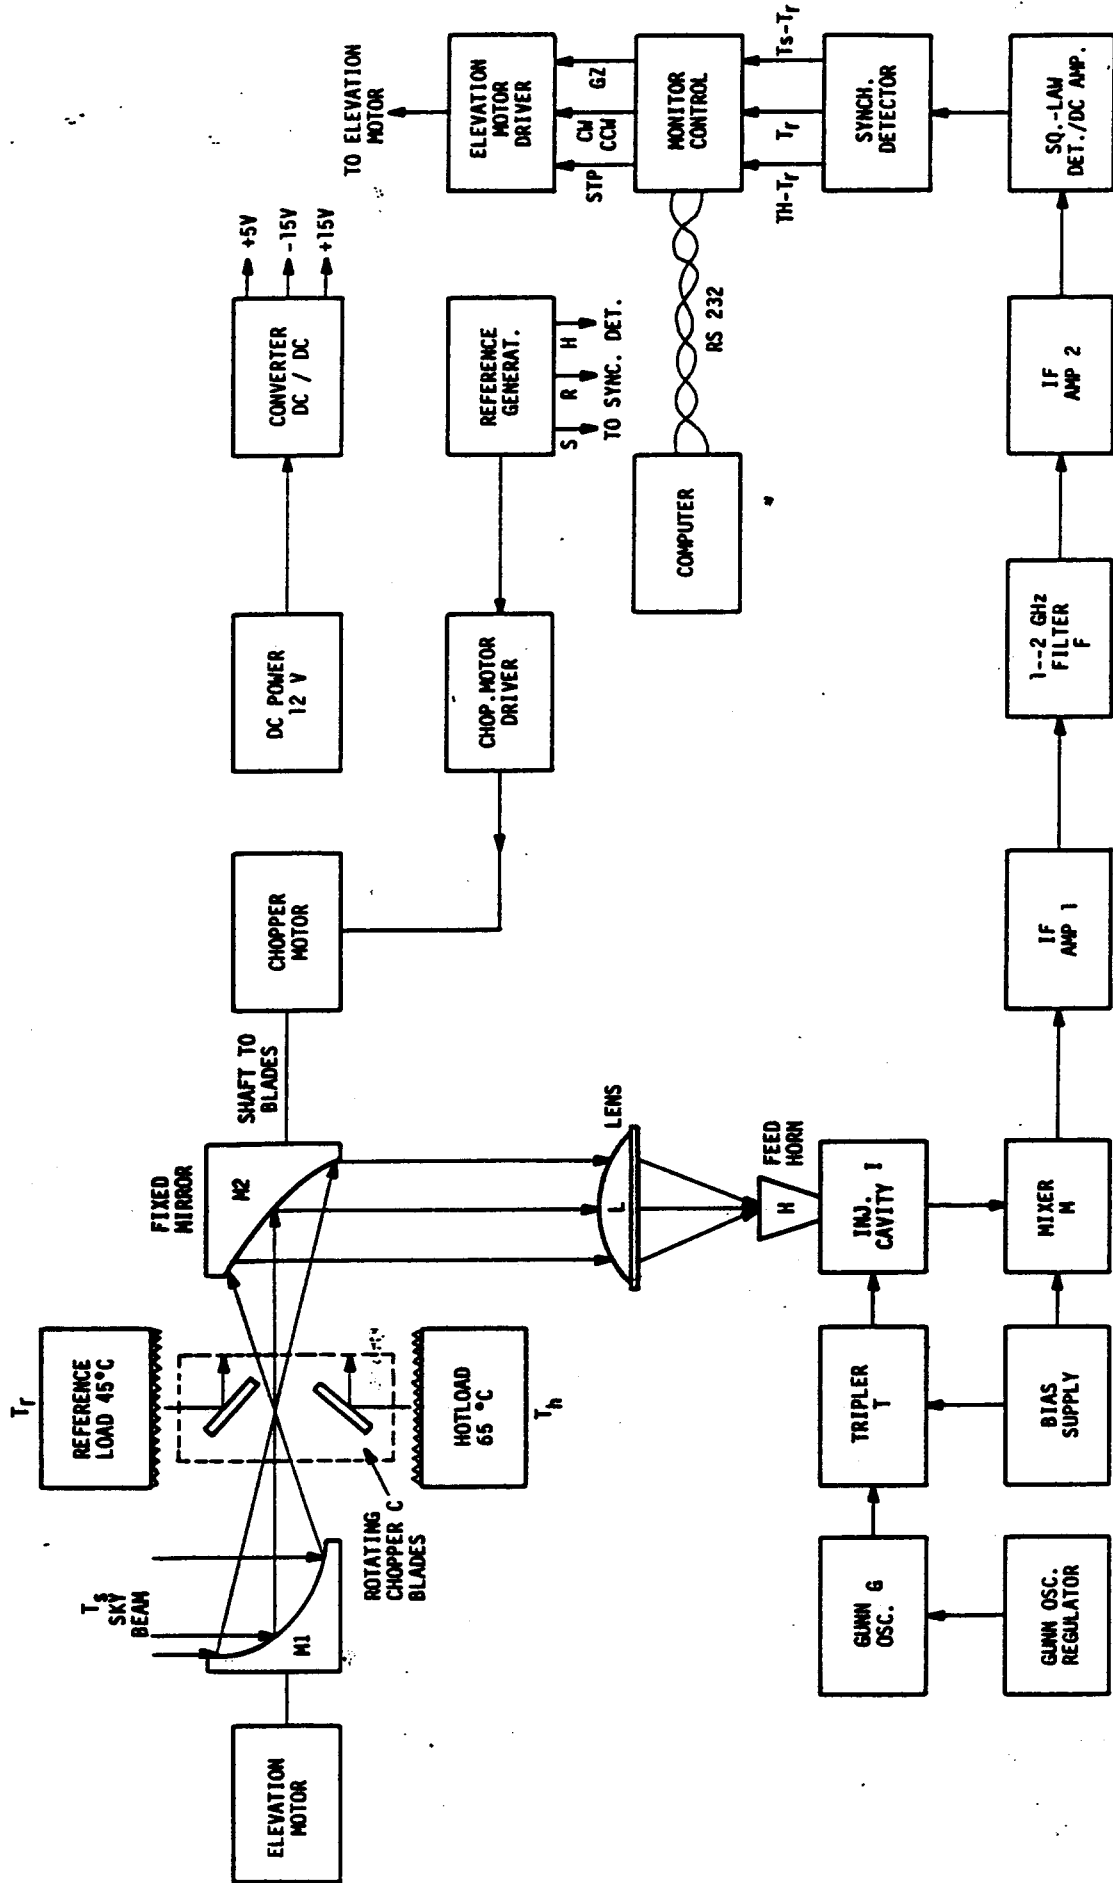 T_s
SKY
BEAM
M1
ELEVATION
MOTOR
T_r
REFERENCE
LOAD 45°C
HOTLOAD
65 °C
T_h
ROTATING
CHOPPER C
BLADES
FIXED
MIRROR
M2
SHAFT TO
BLADES
CHOPPER
MOTOR
DC POWER
12 V
CONVERTER
DC / DC
+5V
-15V
+15V
TO ELEVATION
MOTOR
CHOP.MOTOR
DRIVER
REFERENCE
GENERAT.
S
R
H
TO SYNC. DET.
ELEVATION
MOTOR
DRIVER
STP
CW
CCW
GZ
COMPUTER
RS 232
MONITOR
CONTROL
TH-Tr
Tr
Ts-Tr
SYNCH.
DETECTOR
LENS
L
FEED
HORN
H
GUNN
OSC. G
TRIPLER
T
INJ.
CAVITY I
GUNN OSC.
REGULATOR
BIAS
SUPPLY
MIXER
M
IF
AMP 1
1--2 GHz
FILTER
F
IF
AMP 2
SQ.-LAW
DET./DC AMP.